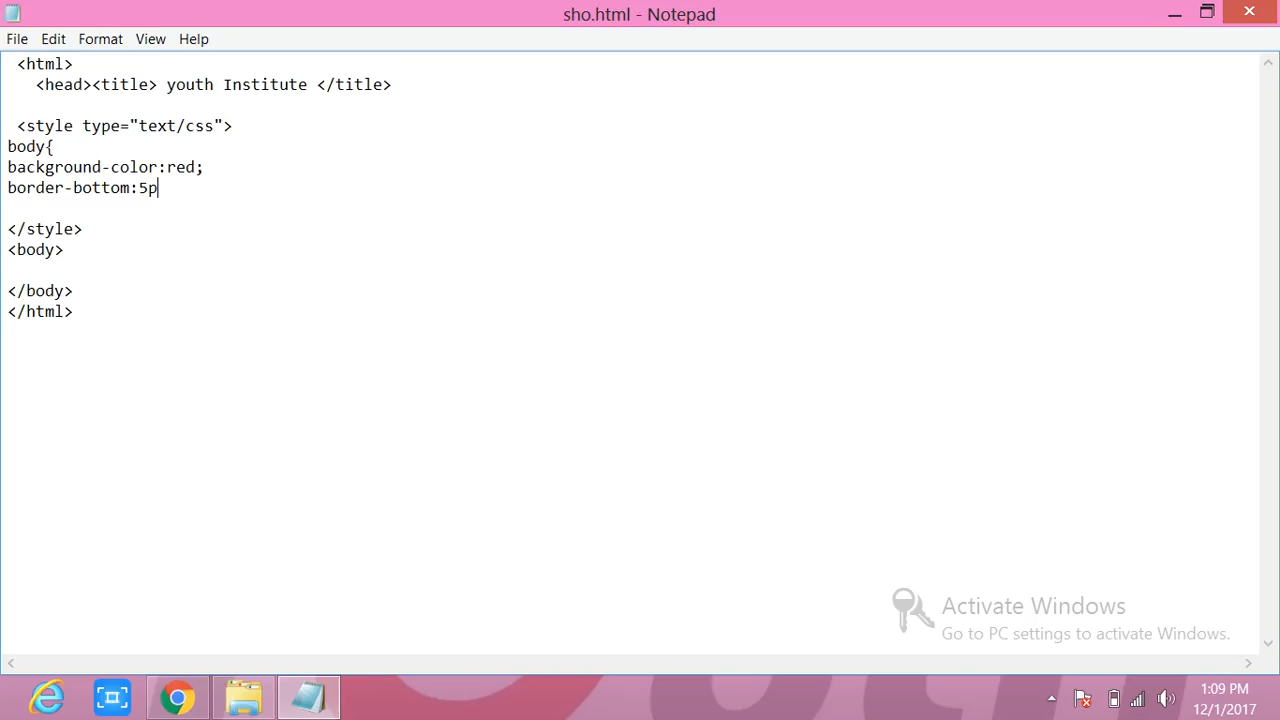 sho.html - Notepad
File Edit Format View Help
<html>
<head><title> youth Institute </title>
<style type="text/css">
body{
background-color:red;
border-bottom:5p
</style>
<body>
</body>
</html>
Activate Windows
Go to PC settings to activate Windows.
1:09 PM
12/1/2017